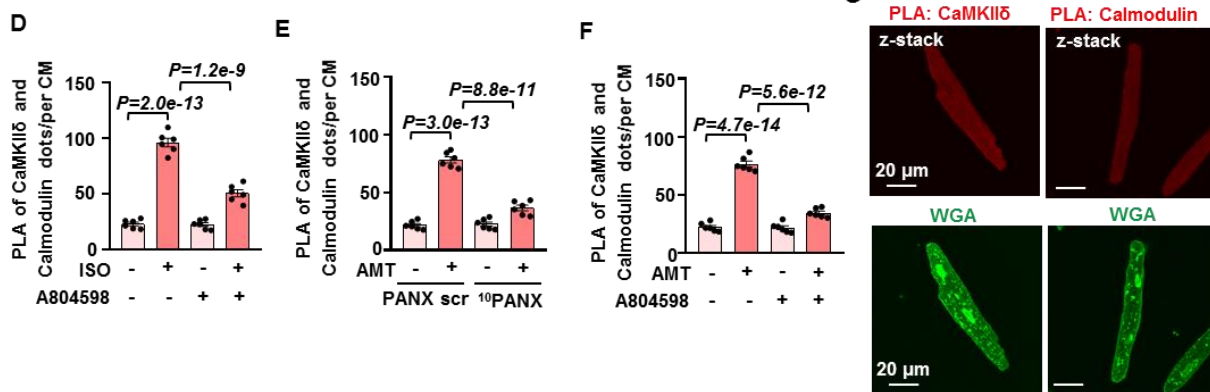 D
PLA of CaMKIIδ and
Calmodulin dots/per CM
150
100
50
0
P=2.0e-13
P=1.2e-9
ISO - + - +
A804598 - - + +
E
PLA of CaMKIIδ and
Calmodulin dots/per CM
150
100
50
0
P=3.0e-13
P=8.8e-11
AMT - + - +
PANX scr ¹⁰PANX
F
PLA of CaMKIIδ and
Calmodulin dots/per CM
150
100
50
0
P=4.7e-14
P=5.6e-12
AMT - + - +
A804598 - - + +
PLA: CaMKIIδ
z-stack
20 µm
PLA: Calmodulin
z-stack
WGA
20 µm
WGA